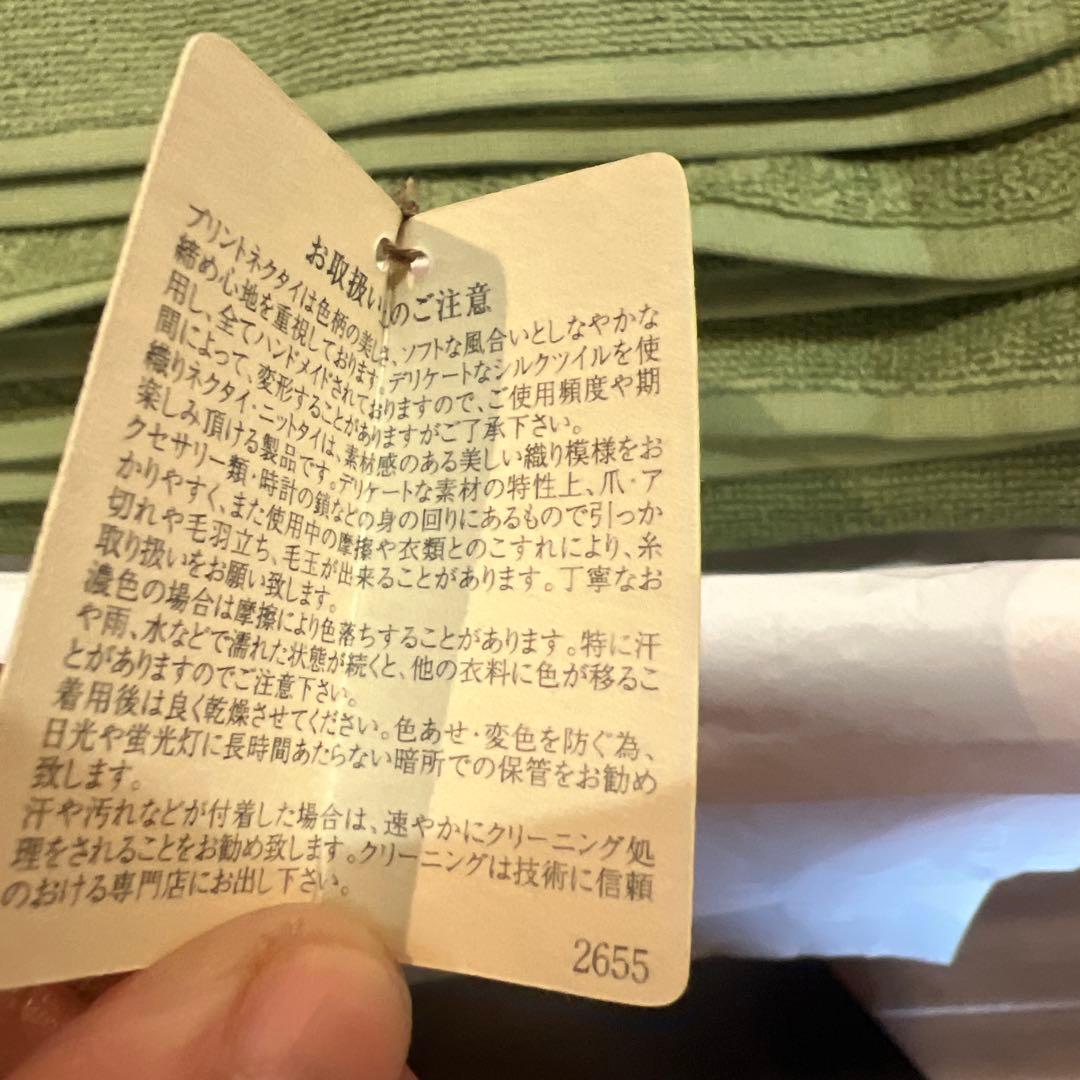 お取扱い上のご注意
プリントネクタイは色柄の美しさ、ソフトな風合いとしなやかな
締め心地を重視しております。デリケートなシルクツイルを使
用し、全てハンドメイドされておりますので、ご使用頻度や期
間によって、変形することがありますがご了承下さい。
織りネクタイ・ニットタイは、素材感のある美しい織り模様をお
楽しみ頂ける製品です。デリケートな素材の特性上、爪・ア
クセサリー類・時計の鎖などの身の回りにあるもので引っか
かりやすく、また使用中の摩擦や衣類とのこすれにより、糸
切れや毛羽立ち、毛玉が出来ることがあります。丁寧なお
取り扱いをお願い致します。
濃色の場合は摩擦により色落ちすることがあります。特に汗
や雨、水などで濡れた状態が続くと、他の衣料に色が移るこ
とがありますのでご注意下さい。
着用後は良く乾燥させてください。色あせ・変色を防ぐ為、
日光や蛍光灯に長時間あたらない暗所での保管をお勧め
致します。
汗や汚れなどが付着した場合は、速やかにクリーニング処
理をされることをお勧め致します。クリーニングは技術に信頼
のおける専門店にお出し下さい。
2655